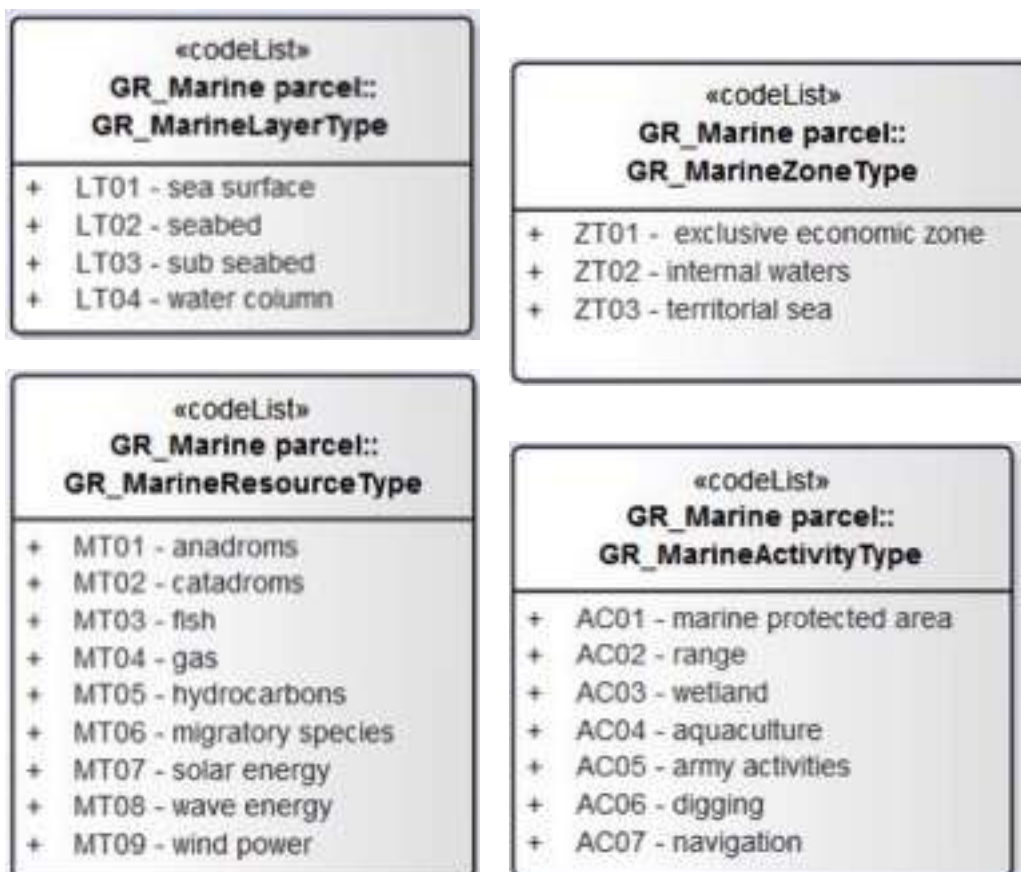 «codeList»
GR_Marine parcel::
GR_MarineLayerType
+ LT01 - sea surface
+ LT02 - seabed
+ LT03 - sub seabed
+ LT04 - water column
«codeList»
GR_Marine parcel::
GR_MarineZoneType
+ ZT01 - exclusive economic zone
+ ZT02 - internal waters
+ ZT03 - territorial sea
«codeList»
GR_Marine parcel::
GR_MarineResourceType
+ MT01 - anadroms
+ MT02 - catadroms
+ MT03 - fish
+ MT04 - gas
+ MT05 - hydrocarbons
+ MT06 - migratory species
+ MT07 - solar energy
+ MT08 - wave energy
+ MT09 - wind power
«codeList»
GR_Marine parcel::
GR_MarineActivityType
+ AC01 - marine protected area
+ AC02 - range
+ AC03 - wetland
+ AC04 - aquaculture
+ AC05 - army activities
+ AC06 - digging
+ AC07 - navigation